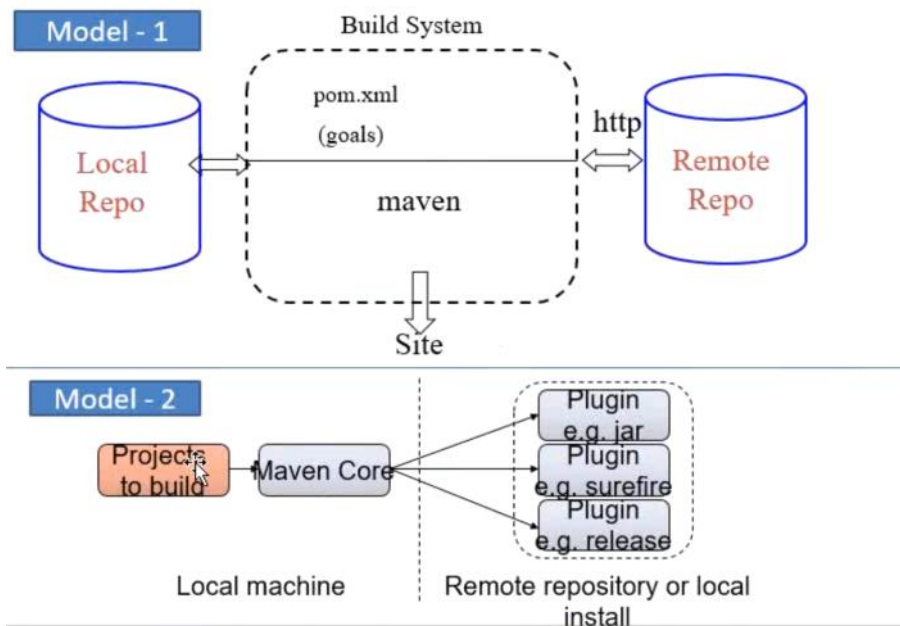 Model - 1
Build System
pom.xml
(goals)
http
Local
Repo
maven
Remote
Repo
Site
Model - 2
Projects
to build
Maven Core
Plugin
e.g. jar
Plugin
e.g. surefire
Plugin
e.g. release
Local machine
Remote repository or local
install